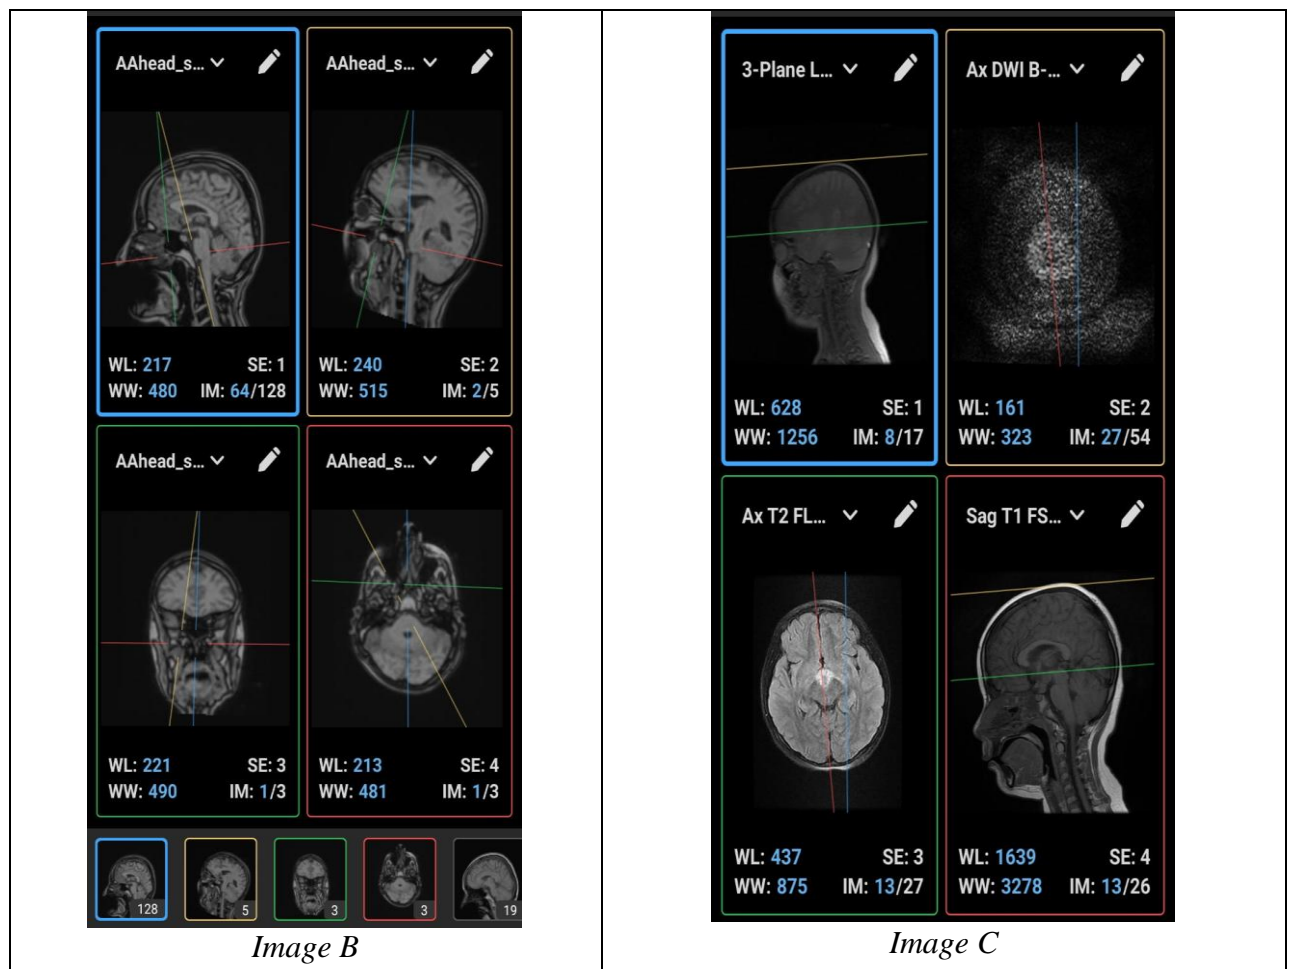 AAhead_s...
AAhead_s...
WL: 217 SE: 1
WW: 480 IM: 64/128
WL: 240 SE: 2
WW: 515 IM: 2/5
AAhead_s...
AAhead_s...
WL: 221 SE: 3
WW: 490 IM: 1/3
WL: 213 SE: 4
WW: 481 IM: 1/3
128
5
3
3
19
Image B
3-Plane L...
Ax DWI B-...
WL: 628 SE: 1
WW: 1256 IM: 8/17
WL: 161 SE: 2
WW: 323 IM: 27/54
Ax T2 FL...
Sag T1 FS...
WL: 437 SE: 3
WW: 875 IM: 13/27
WL: 1639 SE: 4
WW: 3278 IM: 13/26
Image C